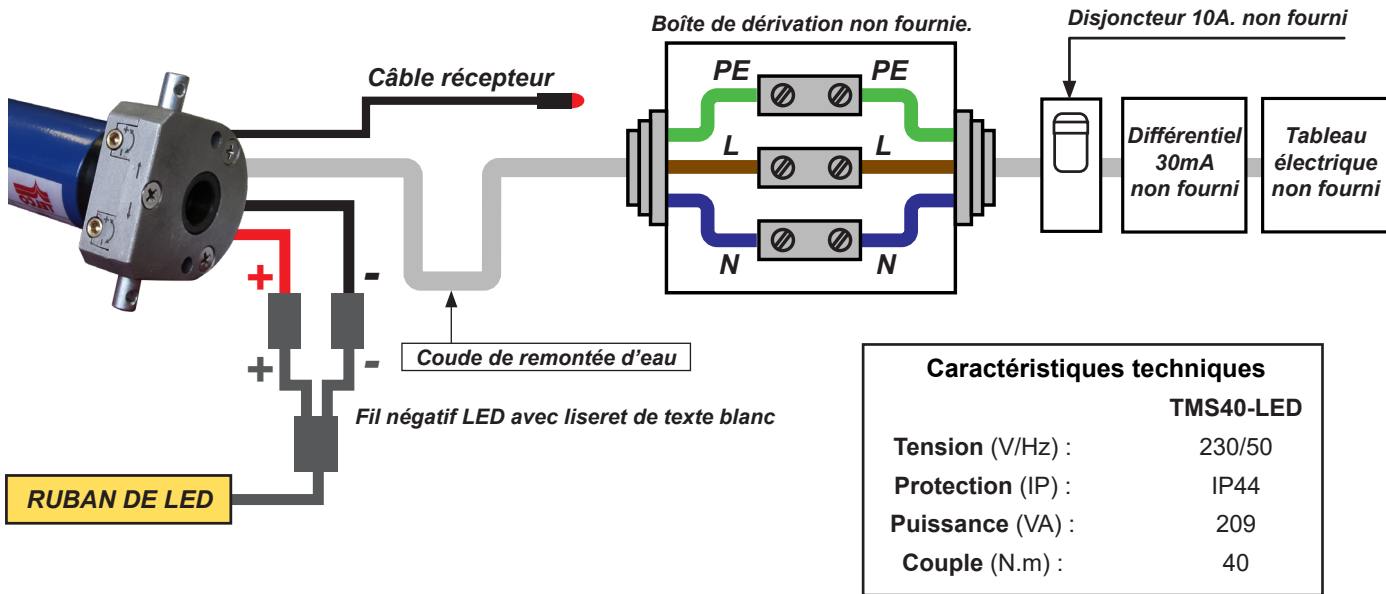 Boîte de dérivation non fournie.
Disjoncteur 10A. non fourni
Câble récepteur
PE
PE
L
L
N
N
Différentiel
30mA
non fourni
Tableau
électrique
non fourni
+
-
+
-
Coude de remontée d'eau
Fil négatif LED avec liseret de texte blanc
RUBAN DE LED
Caractéristiques techniques
TMS40-LED
Tension (V/Hz) : 230/50
Protection (IP) : IP44
Puissance (VA) : 209
Couple (N.m) : 40